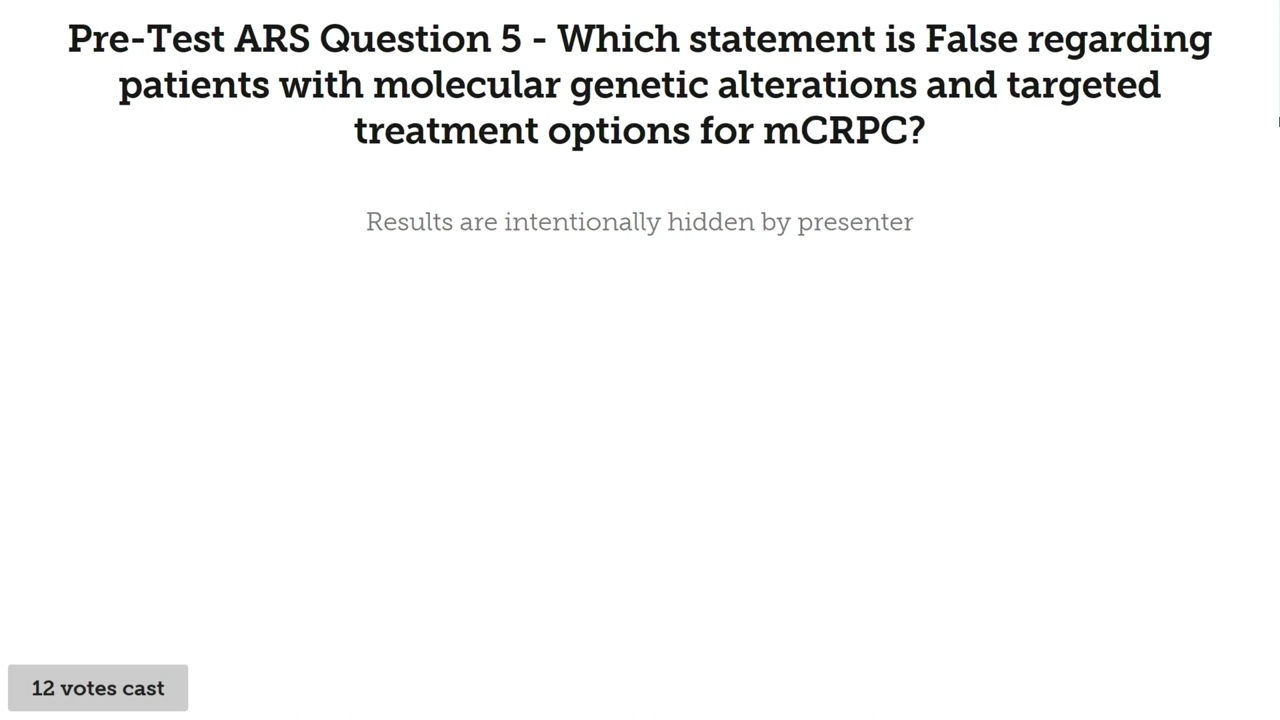 Pre-Test ARS Question 5 - Which statement is False regarding
patients with molecular genetic alterations and targeted
treatment options for mCRPC?
Results are intentionally hidden by presenter
12 votes cast